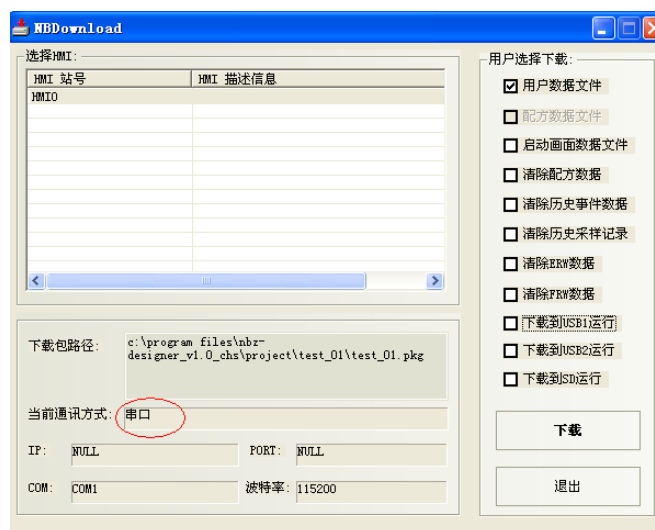 NBDownload
选择HMI:
HMI 站号 HMI 描述信息
HMI0
下载包路径: c:\program files\nbz-
designer_v1.0_chs\project\test_01\test_01.pkg
当前通讯方式: 串口
IP: NULL PORT: NULL
COM: COM1 波特率: 115200
用户选择下载:
用户数据文件
配方数据文件
启动画面数据文件
清除配方数据
清除历史事件数据
清除历史采样记录
清除ERW数据
清除FRW数据
下载到USB1运行
下载到USB2运行
下载到SD运行
下载
退出